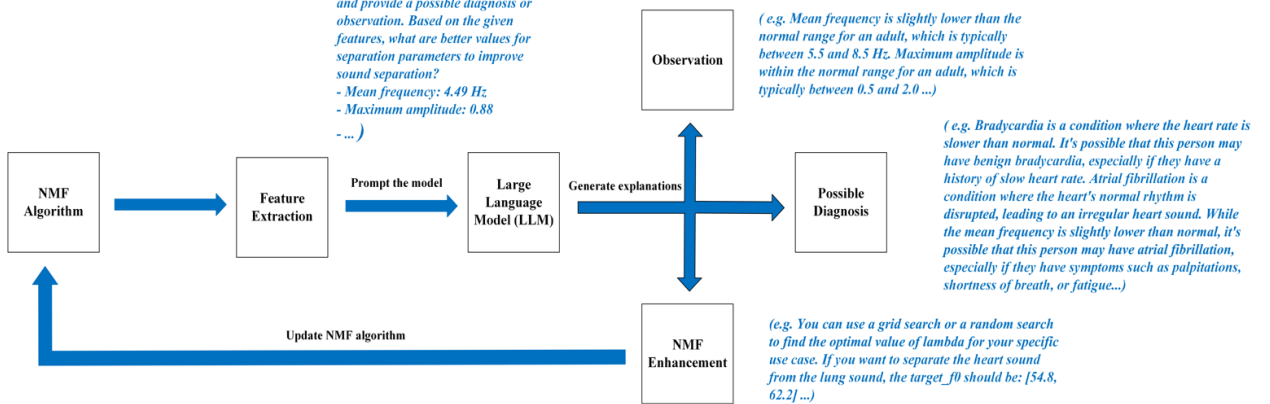 and provide a possible diagnosis or
observation. Based on the given
features, what are better values for
separation parameters to improve
sound separation?
- Mean frequency: 4.49 Hz
- Maximum amplitude: 0.88
- ... )
Observation
( e.g. Mean frequency is slightly lower than the
normal range for an adult, which is typically
between 5.5 and 8.5 Hz. Maximum amplitude is
within the normal range for an adult, which is
typically between 0.5 and 2.0 ...)
NMF
Algorithm
Feature
Extraction
Prompt the model
Large
Language
Model (LLM)
Generate explanations
Possible
Diagnosis
( e.g. Bradycardia is a condition where the heart rate is
slower than normal. It's possible that this person may
have benign bradycardia, especially if they have a
history of slow heart rate. Atrial fibrillation is a
condition where the heart's normal rhythm is
disrupted, leading to an irregular heart sound. While
the mean frequency is slightly lower than normal, it's
possible that this person may have atrial fibrillation,
especially if they have symptoms such as palpitations,
shortness of breath, or fatigue...)
Update NMF algorithm
NMF
Enhancement
(e.g. You can use a grid search or a random search
to find the optimal value of lambda for your specific
use case. If you want to separate the heart sound
from the lung sound, the target_f0 should be: [54.8,
62.2] ...)